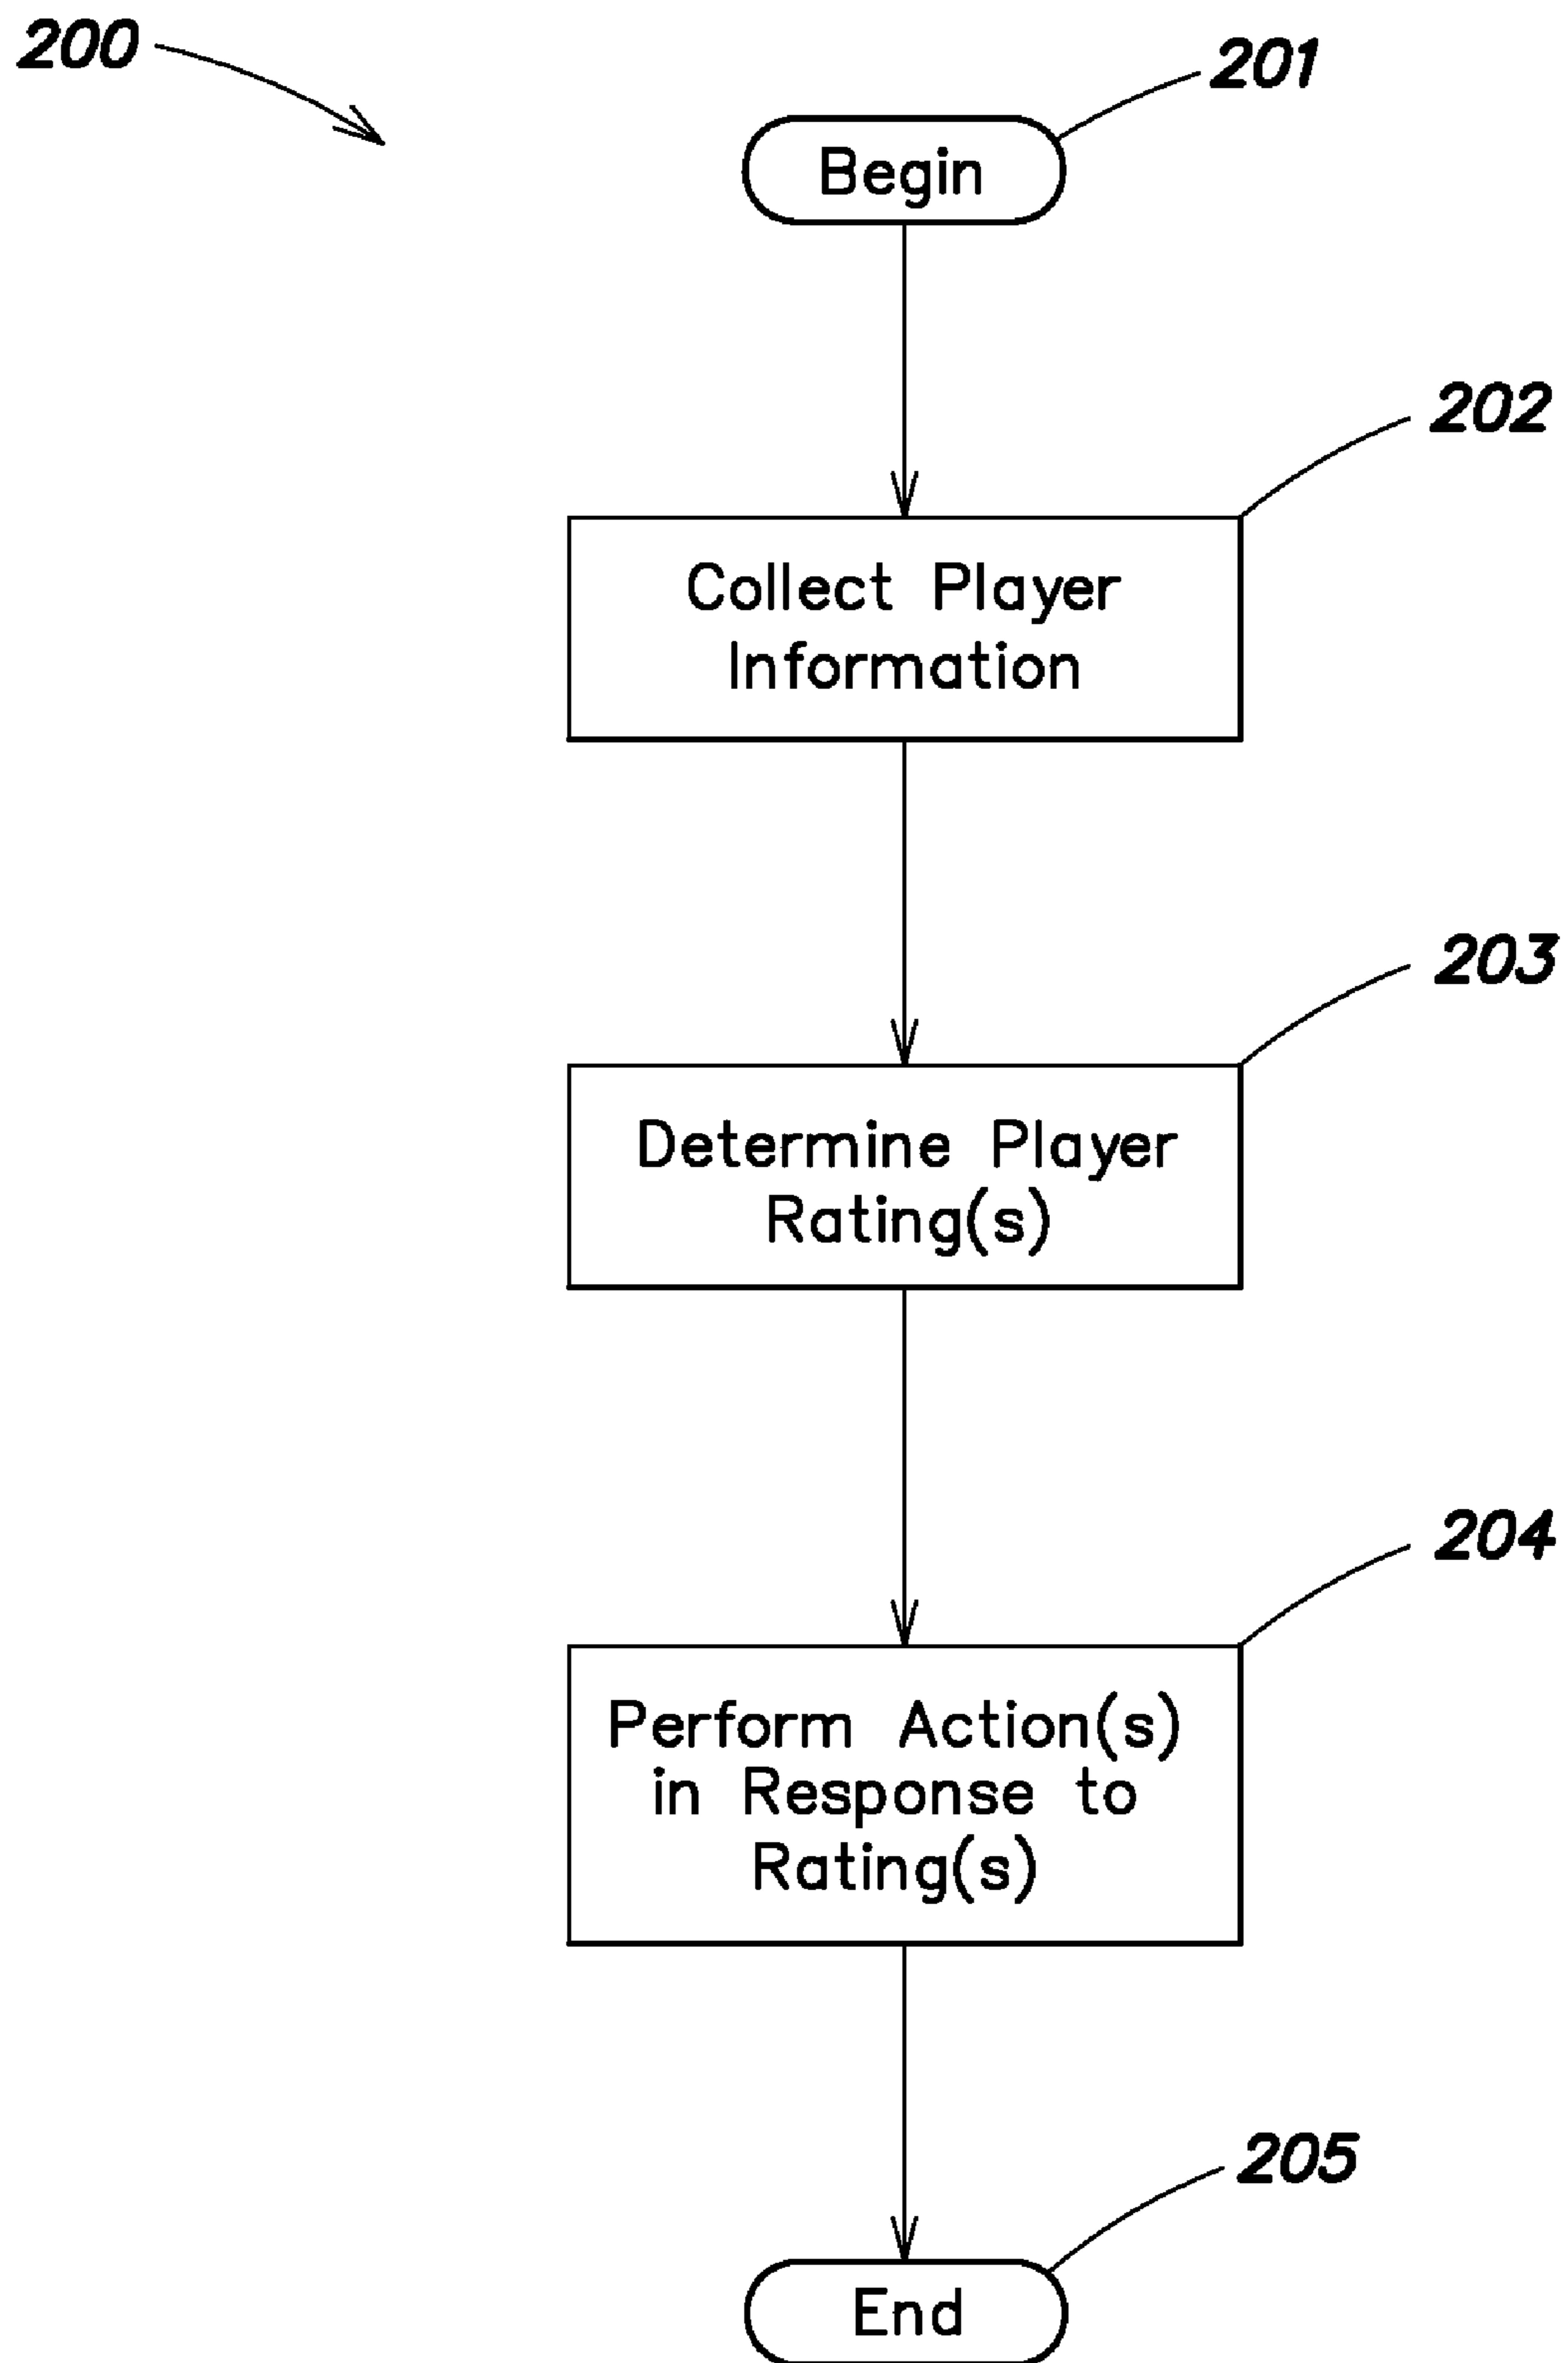 200
201
Begin
202
Collect Player
Information
203
Determine Player
Rating(s)
204
Perform Action(s)
in Response to
Rating(s)
205
End